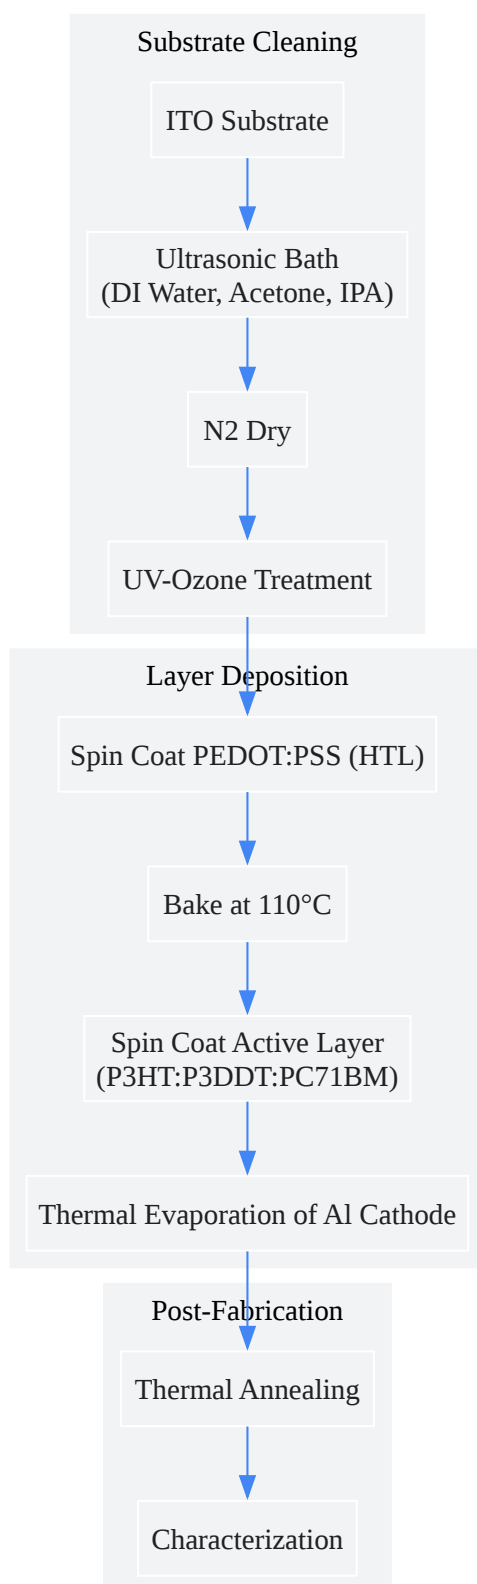 Substrate Cleaning
ITO Substrate
Ultrasonic Bath
(DI Water, Acetone, IPA)
N2 Dry
UV-Ozone Treatment
Layer Deposition
Spin Coat PEDOT:PSS (HTL)
Bake at 110°C
Spin Coat Active Layer
(P3HT:P3DDT:PC71BM)
Thermal Evaporation of Al Cathode
Post-Fabrication
Thermal Annealing
Characterization